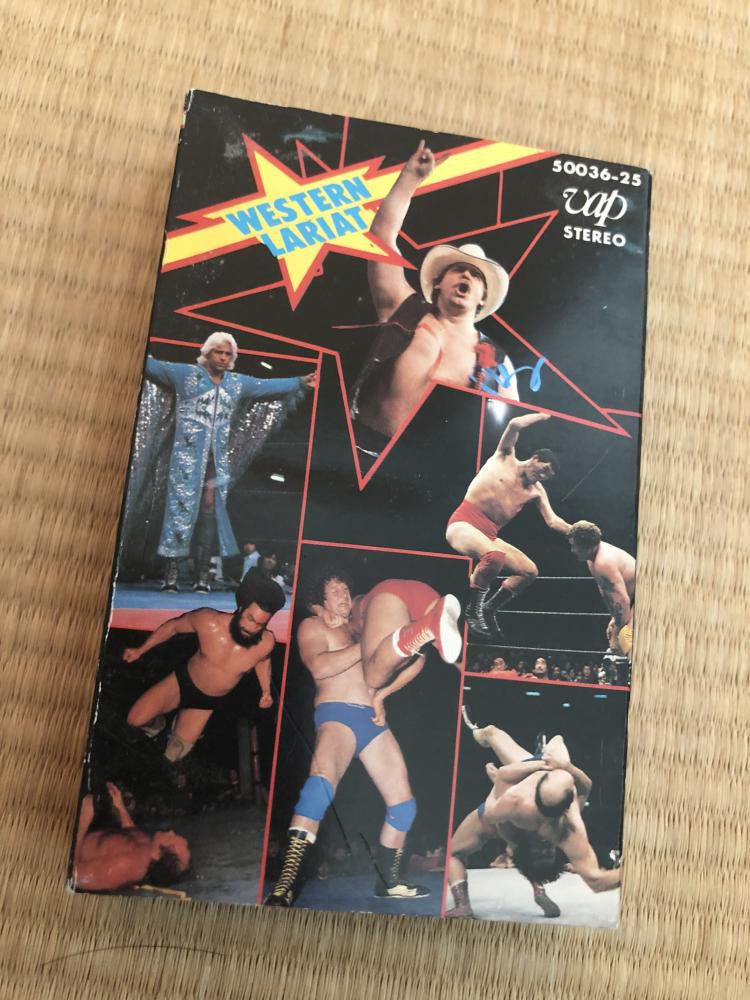 WESTERN
LARIAT
50036-25
vap
STEREO